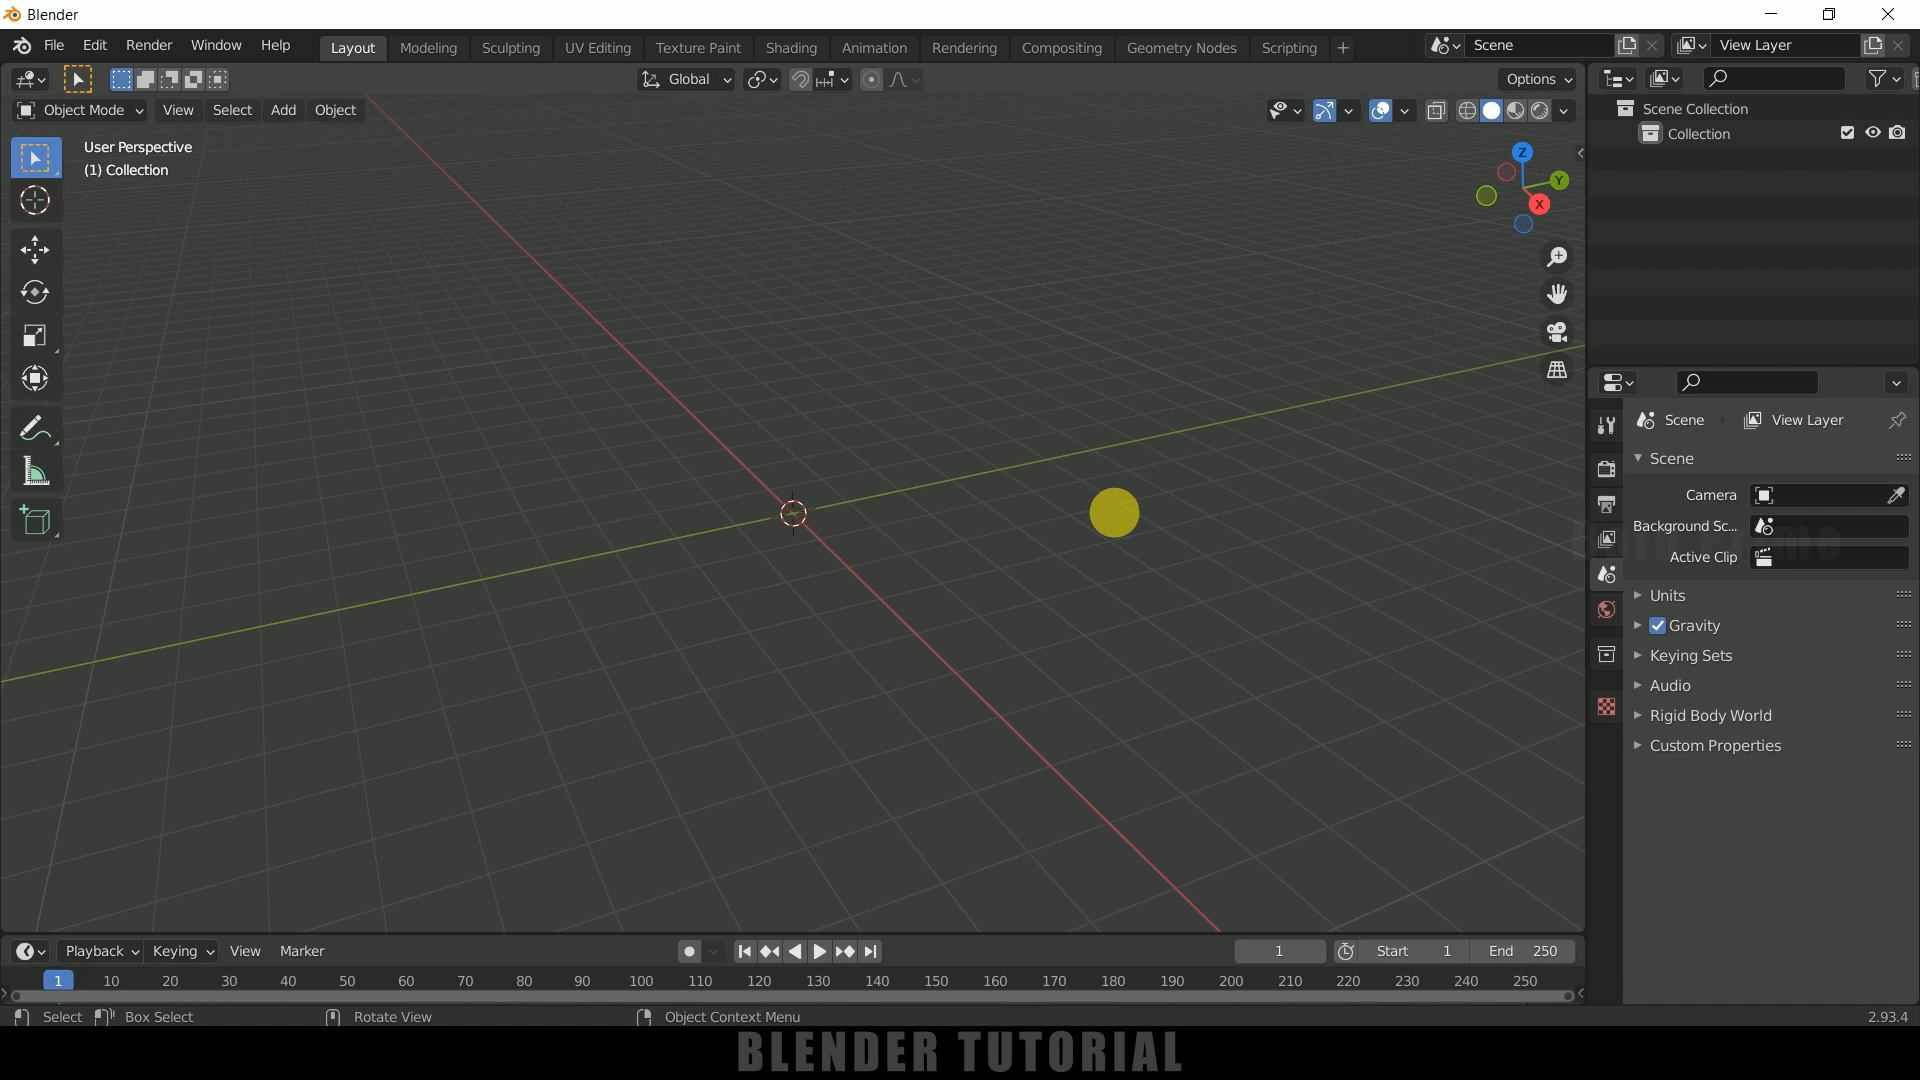 Blender
File Edit Render Window Help Layout Modeling Sculpting UV Editing Texture Paint Shading Animation Rendering Compositing Geometry Nodes Scripting + Scene View Layer
Global Options
Object Mode View Select Add Object
User Perspective
(1) Collection
Z
Y
X
Scene Collection
Collection
Scene View Layer
Scene
Camera
Background Sc...
Active Clip
Units
Gravity
Keying Sets
Audio
Rigid Body World
Custom Properties
Playback Keying View Marker 1 Start 1 End 250
1 10 20 30 40 50 60 70 80 90 100 110 120 130 140 150 160 170 180 190 200 210 220 230 240 250
Select Box Select Rotate View Object Context Menu 2.93.4
BLENDER TUTORIAL